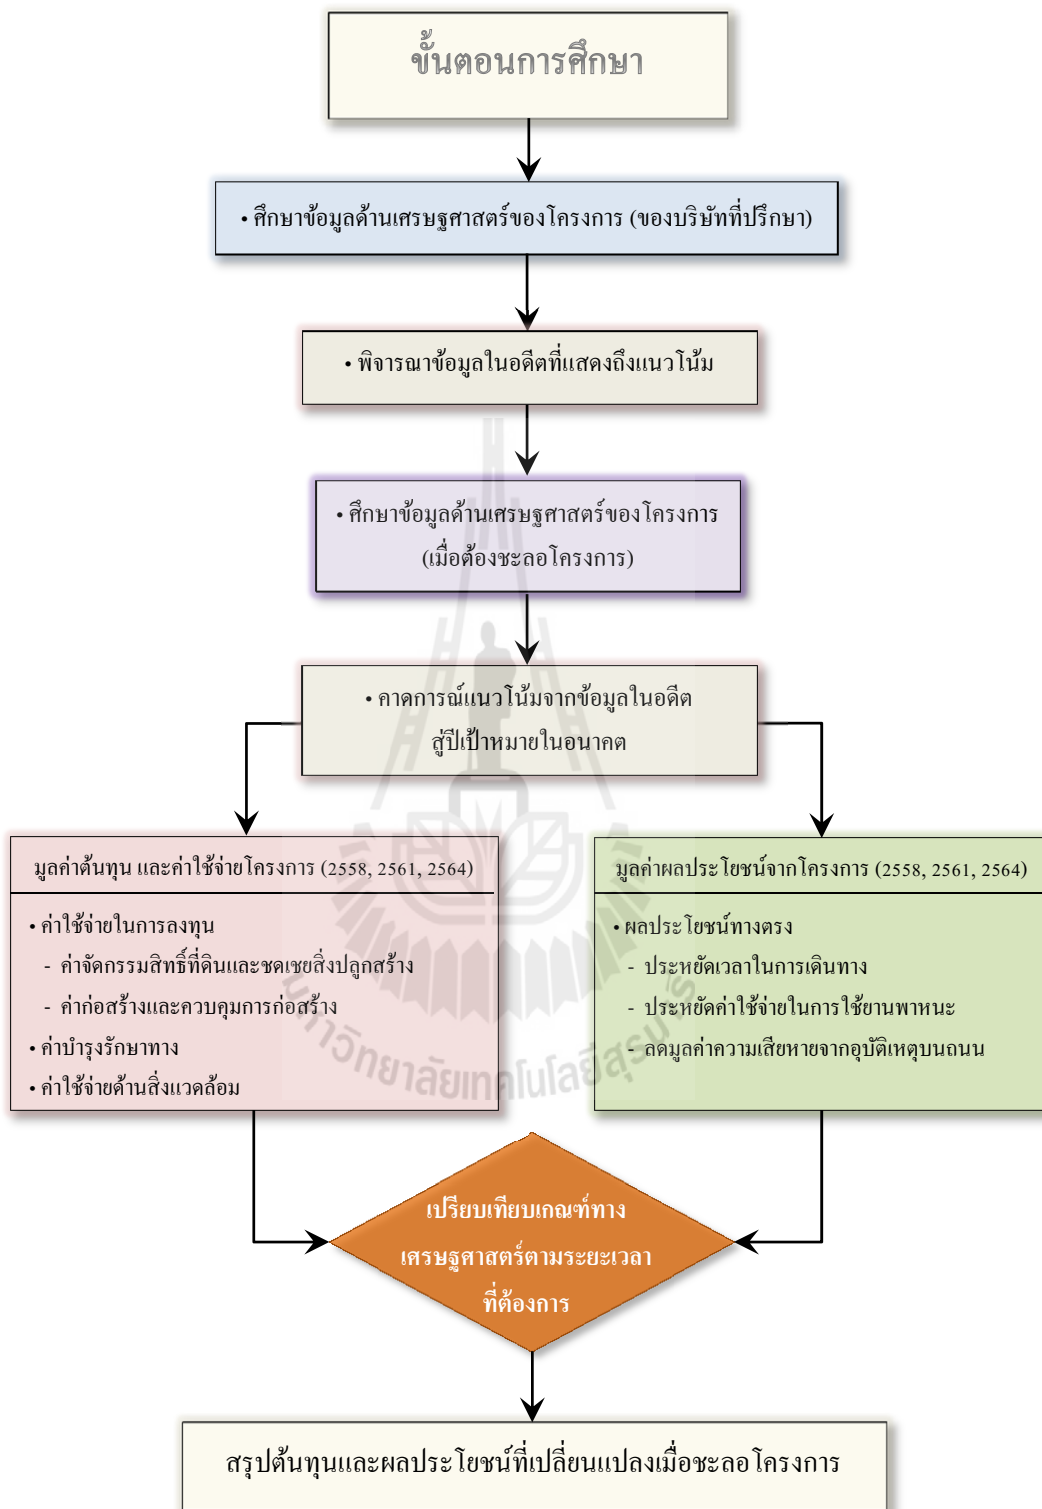 ขั้นตอนการศึกษา
• ศึกษาข้อมูลด้านเศรษฐศาสตร์ของโครงการ (ของบริษัทที่ปรึกษา)
• พิจารณาข้อมูลในอดีตที่แสดงถึงแนวโน้ม
• ศึกษาข้อมูลด้านเศรษฐศาสตร์ของโครงการ
(เมื่อต้องชะลอโครงการ)
• คาดการณ์แนวโน้มจากข้อมูลในอดีต
สู่ปีเป้าหมายในอนาคต
มูลค่าต้นทุน และค่าใช้จ่ายโครงการ (2558, 2561, 2564)
• ค่าใช้จ่ายในการลงทุน
- ค่าจัดกรรมสิทธิ์ที่ดินและชดเชยสิ่งปลูกสร้าง
- ค่าก่อสร้างและควบคุมการก่อสร้าง
• ค่าบำรุงรักษาทาง
• ค่าใช้จ่ายด้านสิ่งแวดล้อม
มูลค่าผลประโยชน์จากโครงการ (2558, 2561, 2564)
• ผลประโยชน์ทางตรง
- ประหยัดเวลาในการเดินทาง
- ประหยัดค่าใช้จ่ายในการใช้ยานพาหนะ
- ลดมูลค่าความเสียหายจากอุบัติเหตุบนถนน
มหาวิทยาลัยเทคโนโลยีสุรนารี
เปรียบเทียบเกณฑ์ทาง
เศรษฐศาสตร์ตามระยะเวลา
ที่ต้องการ
สรุปต้นทุนและผลประโยชน์ที่เปลี่ยนแปลงเมื่อชะลอโครงการ